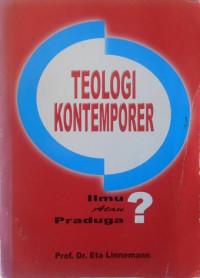 TEOLOGI
KONTEMPORER
Ilmu
Atau
Praduga ?
Prof. Dr. Eta Linnemann